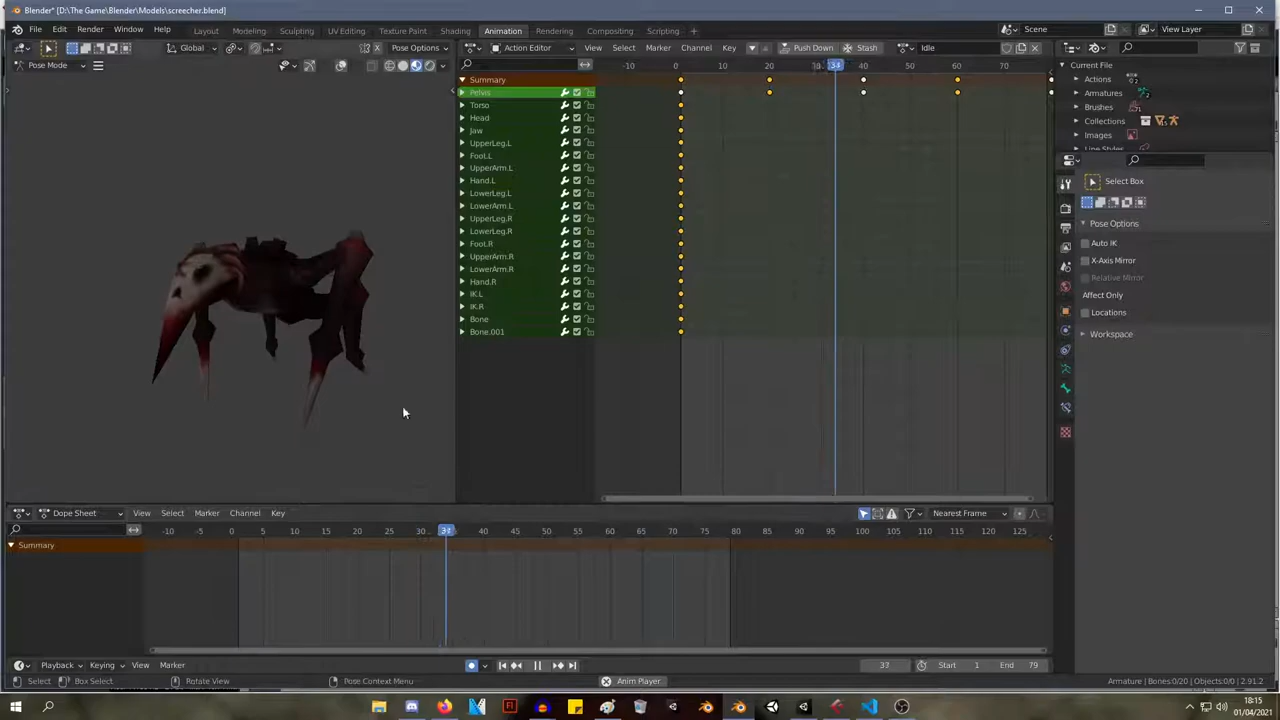 Blender* [D:\The Game\Blender\Models\screecher.blend]
File Edit Render Window Help Layout Modeling Sculpting UV Editing Texture Paint Shading Animation Rendering Compositing Scripting + Scene View Layer
Global Pose Options Action Editor View Select Marker Channel Key Push Down Stash Idle
Pose Mode -10 0 10 20 30 40 50 60 70
Current File
Summary
Actions 2
Pelvis
Armatures 2
Torso
Brushes
Head
Collections
Jaw
Images
UpperLeg.L
Line Styles
Foot.L
UpperArm.L
Hand.L
Select Box
LowerLeg.L
LowerArm.L
UpperLeg.R
Pose Options
LowerLeg.R
Foot.R
Auto IK
UpperArm.R
X-Axis Mirror
LowerArm.R
Relative Mirror
Hand.R
IK.L
Affect Only
IK.R
Locations
Bone
Bone.001
Workspace
Dope Sheet View Select Marker Channel Key Nearest Frame
-10 -5 0 5 10 15 20 25 30 40 45 50 55 60 65 70 75 80 85 90 95 100 105 110 115 120 125
Summary
Playback Keying View Marker 37 Start 1 End 79
Select Box Select Rotate View Pose Context Menu Anim Player Armature | Bones:0/20 | Objects:0/0 | 2.91.2
18:15
01/04/2021